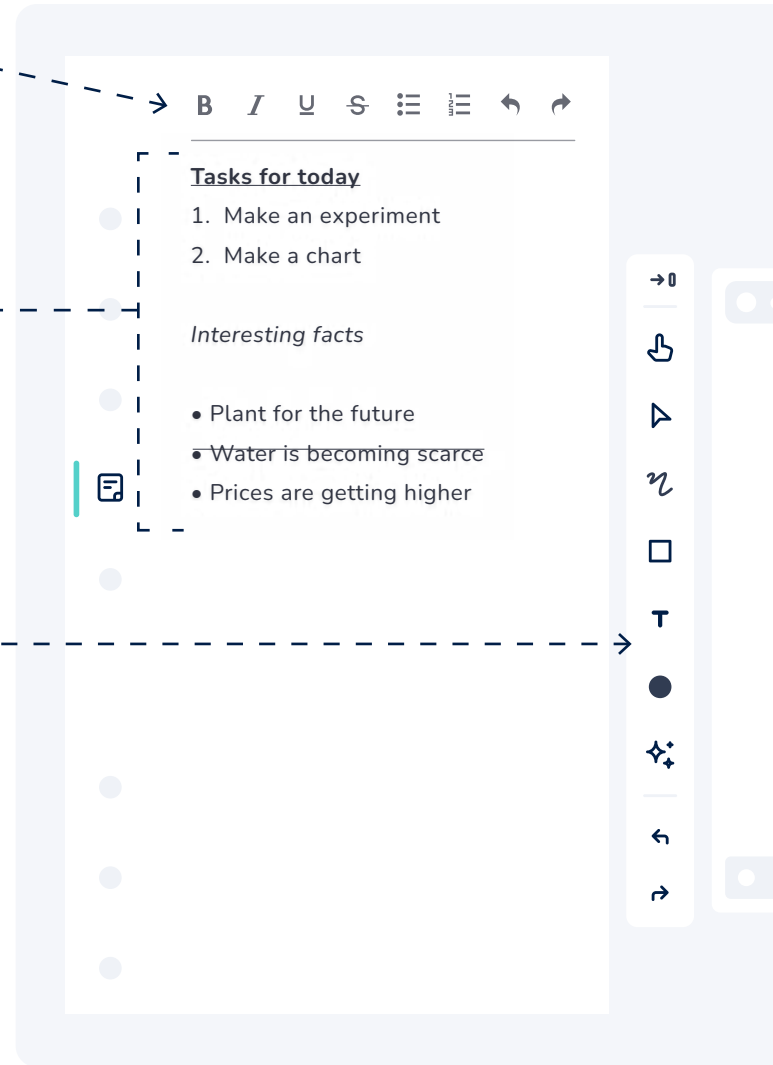 Tasks for today
1. Make an experiment
2. Make a chart
Interesting facts
• Plant for the future
• Water is becoming scarce
• Prices are getting higher